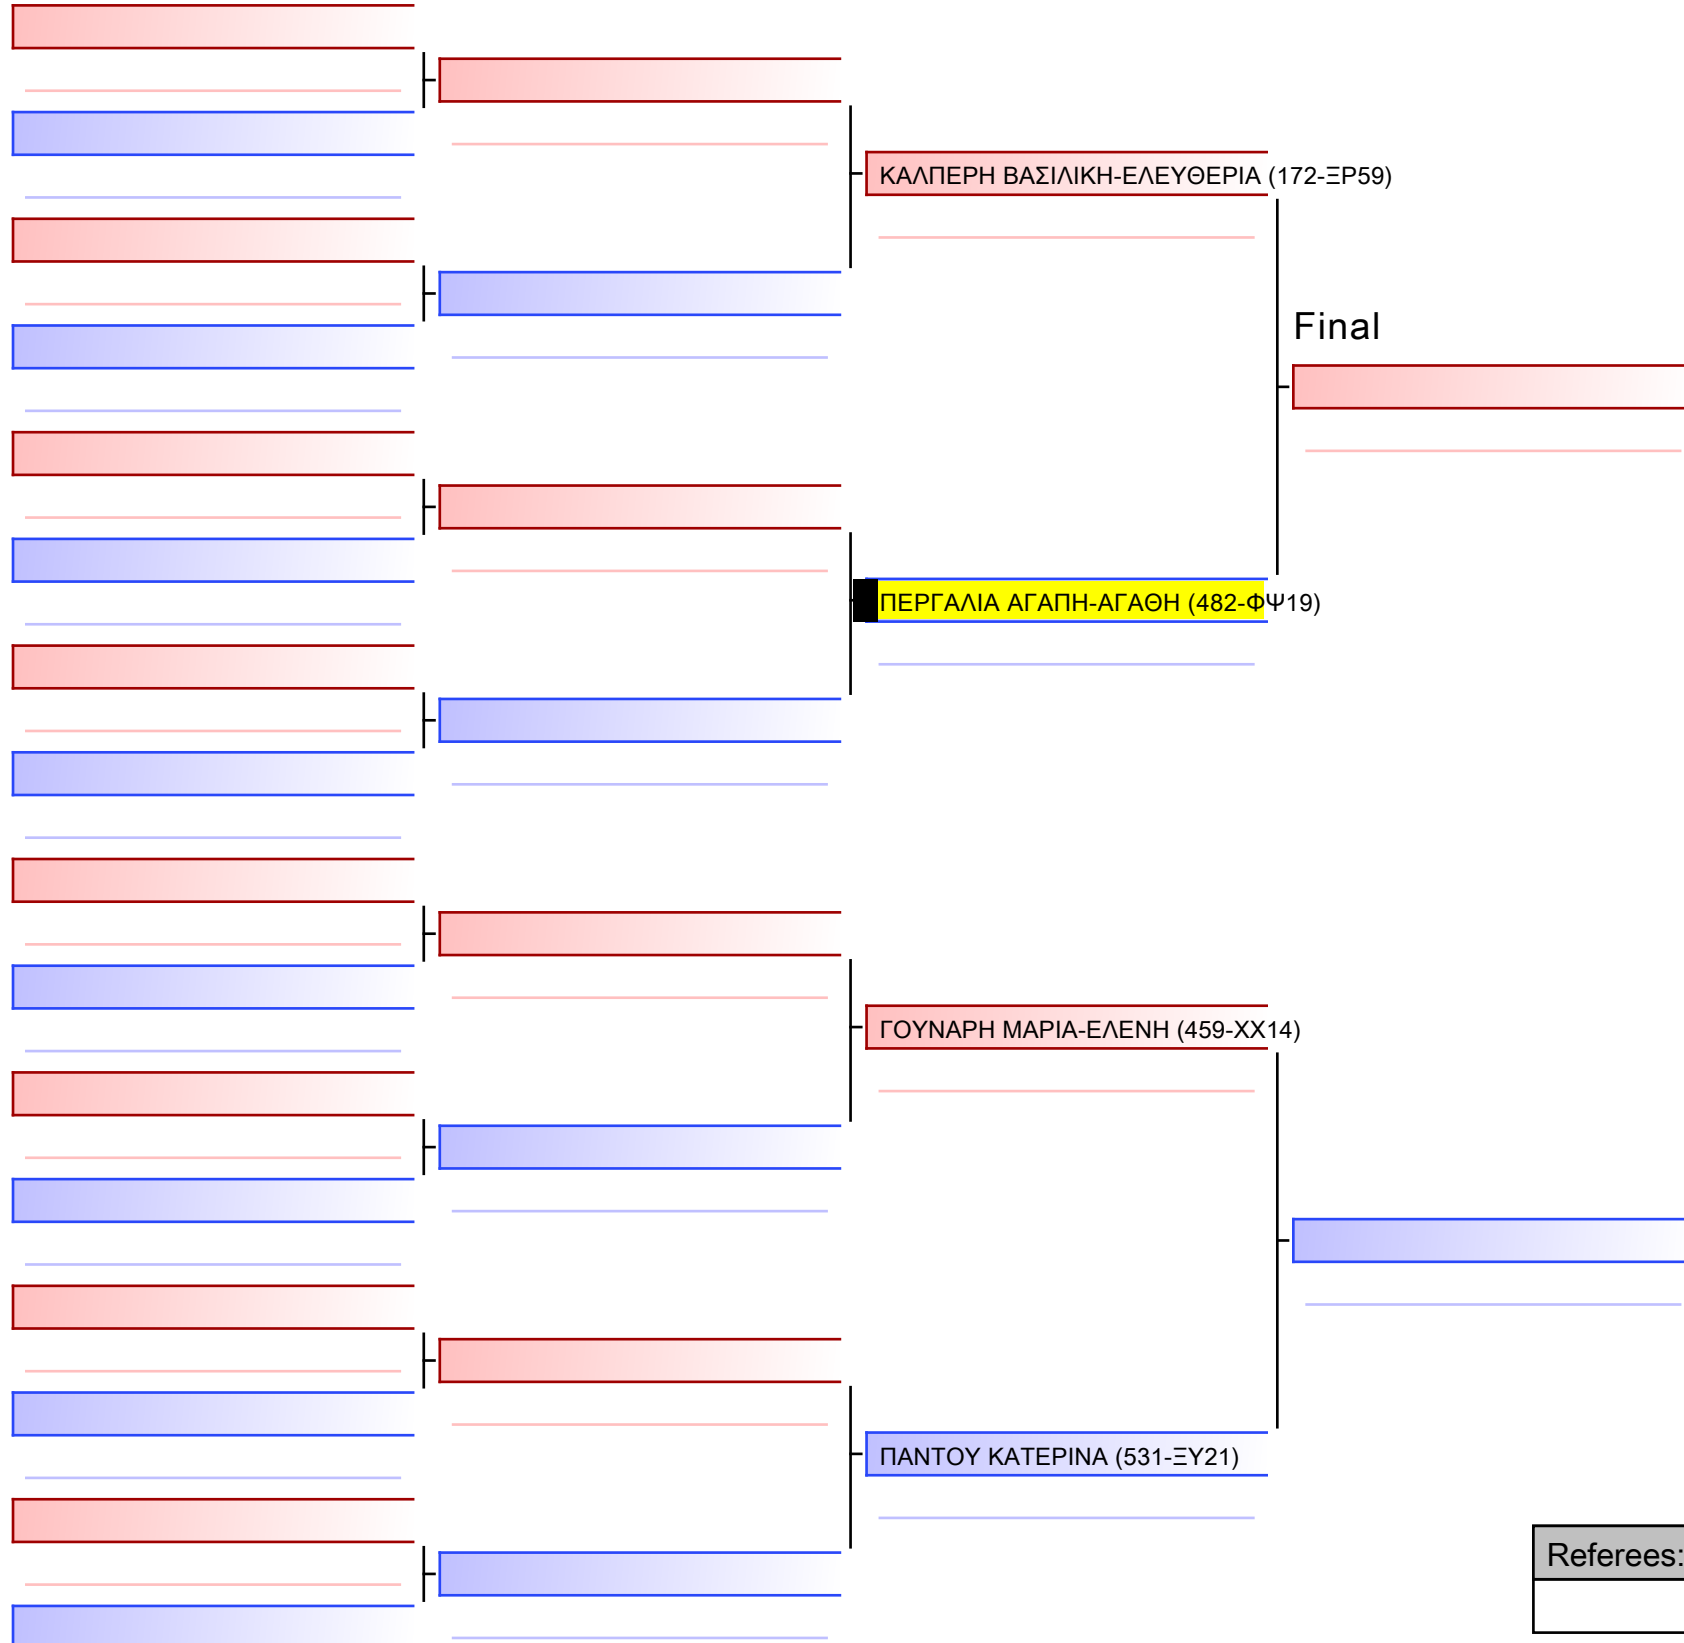 ΚΑΛΠΕΡΗ ΒΑΣΙΛΙΚΗ-ΕΛΕΥΘΕΡΙΑ (172-ΞΡ59)
Final
ΠΕΡΓΑΛΙΑ ΑΓΑΠΗ-ΑΓΑΘΗ (482-ΦΨ19)
ΓΟΥΝΑΡΗ ΜΑΡΙΑ-ΕΛΕΝΗ (459-ΧΧ14)
ΠΑΝΤΟΥ ΚΑΤΕΡΙΝΑ (531-ΞΥ21)
Referees: